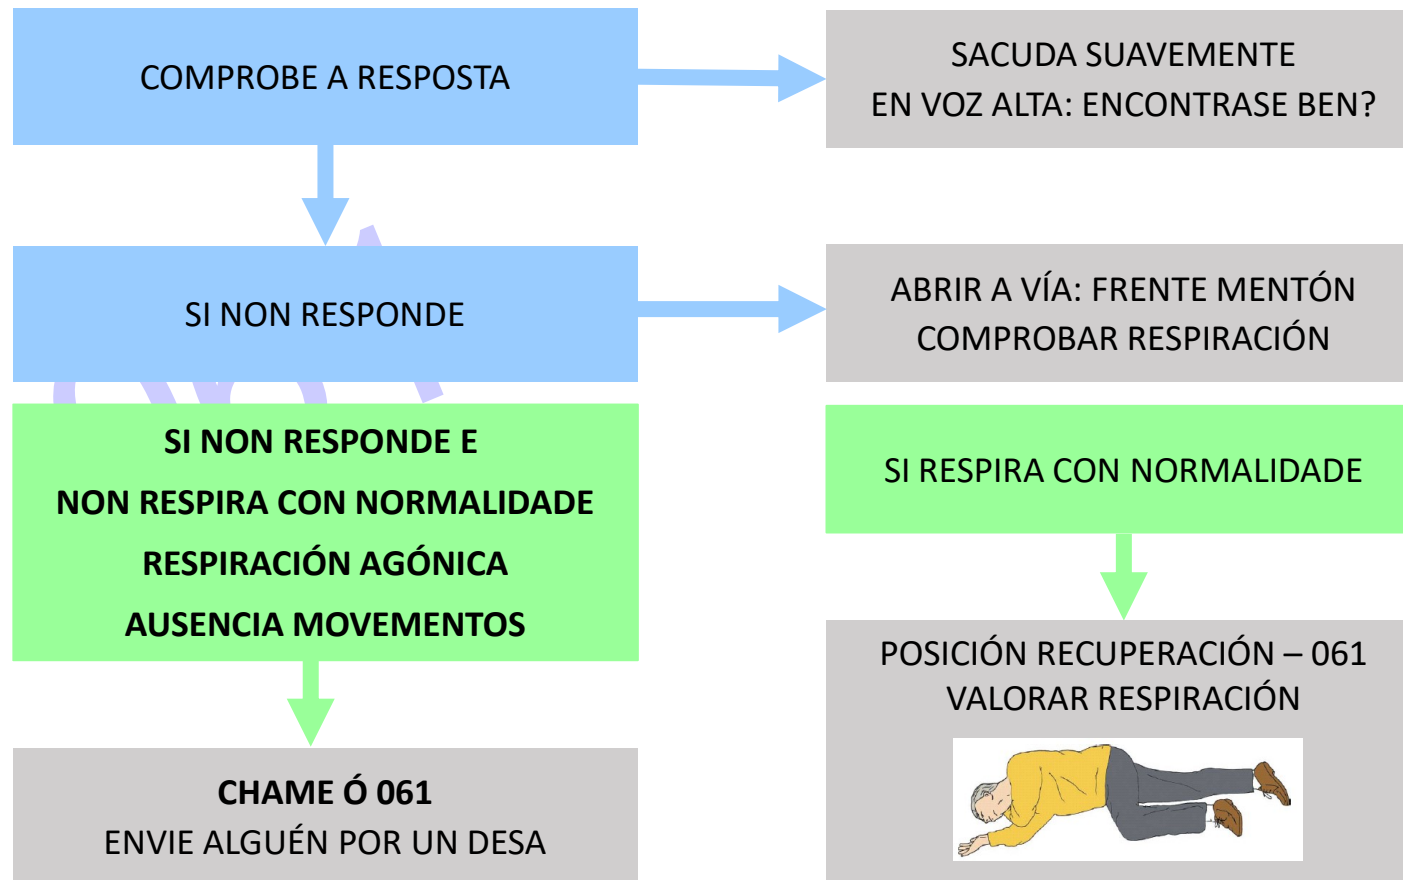 COMPROBE A RESPOSTA
SACUDA SUAVEMENTE
EN VOZ ALTA: ENCONTRASE BEN?
SI NON RESPONDE
ABRIR A VÍA: FRENTE MENTÓN
COMPROBAR RESPIRACIÓN
SI NON RESPONDE E
NON RESPIRA CON NORMALIDADE
RESPIRACIÓN AGÓNICA
AUSENCIA MOVEMENTOS
SI RESPIRA CON NORMALIDADE
POSICIÓN RECUPERACIÓN – 061
VALORAR RESPIRACIÓN
CHAME Ó 061
ENVIE ALGUÉN POR UN DESA